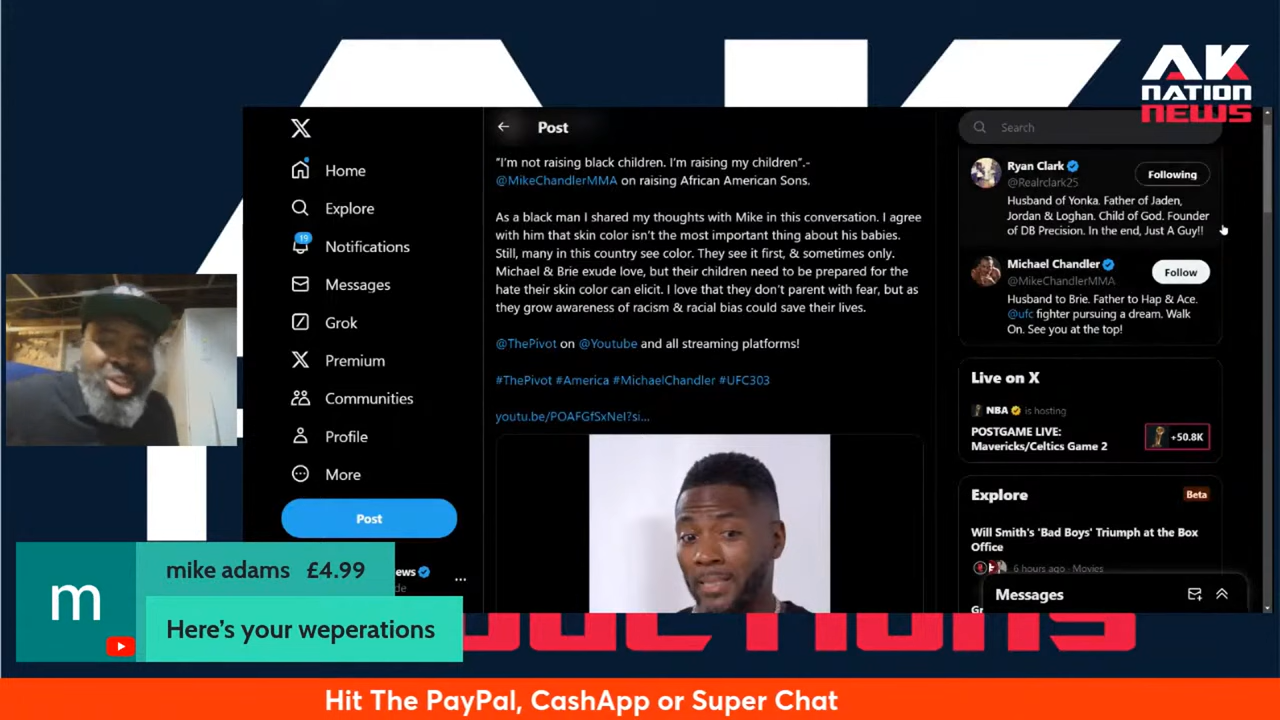 AK
NATION
NEWS
Post
Search
Home
Explore
19
Notifications
Messages
Grok
Premium
Communities
Profile
More
Post
"I'm not raising black children. I'm raising my children".-
@MikeChandlerMMA on raising African American Sons.
As a black man I shared my thoughts with Mike in this conversation. I agree
with him that skin color isn't the most important thing about his babies.
Still, many in this country see color. They see it first, & sometimes only.
Michael & Brie exude love, but their children need to be prepared for the
hate their skin color can elicit. I love that they don't parent with fear, but as
they grow awareness of racism & racial bias could save their lives.
@ThePivot on @Youtube and all streaming platforms!
#ThePivot #America #MichaelChandler #UFC303
youtu.be/POAFGfSxNeI?si...
Ryan Clark
@Realrclark25
Following
Husband of Yonka. Father of Jaden,
Jordan & Loghan. Child of God. Founder
of DB Precision. In the end, Just A Guy!!
Michael Chandler
@MikeChandlerMMA
Follow
Husband to Brie. Father to Hap & Ace.
@ufc fighter pursuing a dream. Walk
On. See you at the top!
Live on X
NBA is hosting
POSTGAME LIVE:
Mavericks/Celtics Game 2
+50.8K
Explore
Beta
Will Smith's 'Bad Boys' Triumph at the Box
Office
6 hours ago · Movies
Messages
ews
m
mike adams £4.99
Here's your weperations
Hit The PayPal, CashApp or Super Chat